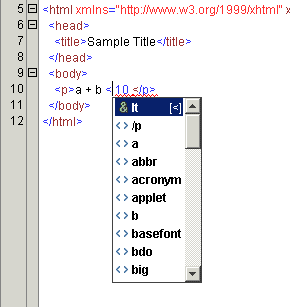 5 <html xmlns="http://www.w3.org/1999/xhtml" x
6 <head>
7 <title>Sample Title</title>
8 </head>
9 <body>
10 <p>a + b < 10 </p>
11 </body>
12 </html>
& lt [<]
<> /p
<> a
<> abbr
<> acronym
<> applet
<> b
<> basefont
<> bdo
<> big